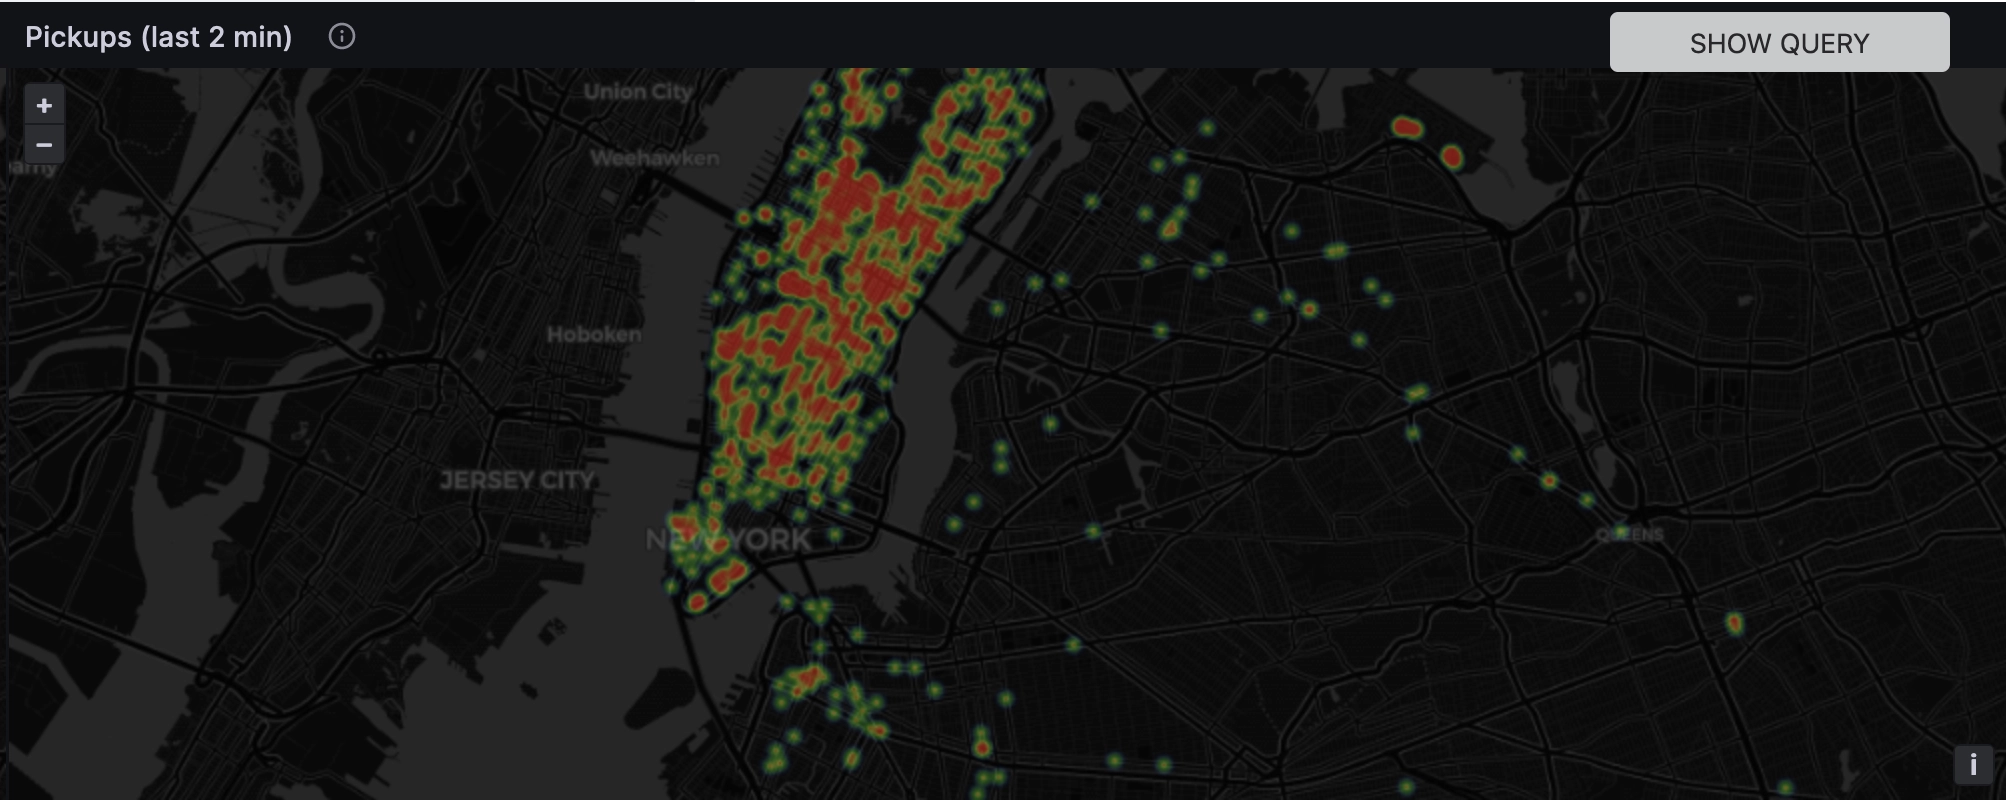 Pickups (last 2 min)
SHOW QUERY
+
−
Union City
Weehawken
Hoboken
JERSEY CITY
NEW YORK
QUEENS
i